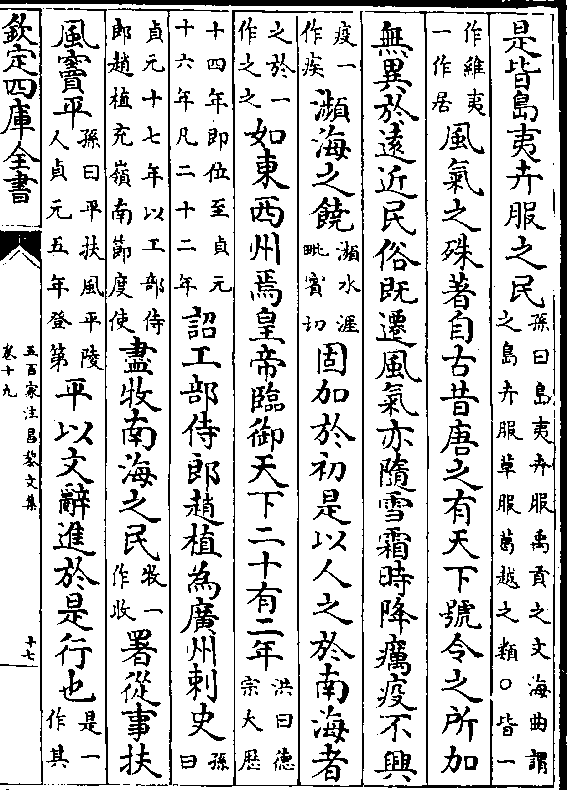 是皆島夷卉服之民孫曰島夷卉服禹貢之文海曲謂之島卉服草服葛越之類○皆一
作維夷一作居風氣之殊著自古昔唐之有天下號令之所加
無異於遠近民俗既遷風氣亦隨雪霜時降癘疫不興
疫一作疾瀕海之饒瀕水涯毗賓切固加於初是以人之於南海者
之於一作之之如東西州焉皇帝臨御天下二十有二年洪曰德宗大歴
十四年即位至貞元十六年凡二十二年詔工部侍郎趙植為廣州刺史孫曰
貞元十七年以工部侍郎趙植充嶺南節度使盡牧南海之民牧一作收署從事扶
風竇平孫曰平扶風平陵人貞元五年登第平以文辭進於是行也是一作其
欽定四庫全書
五百家注昌黎文集
卷十九
十七